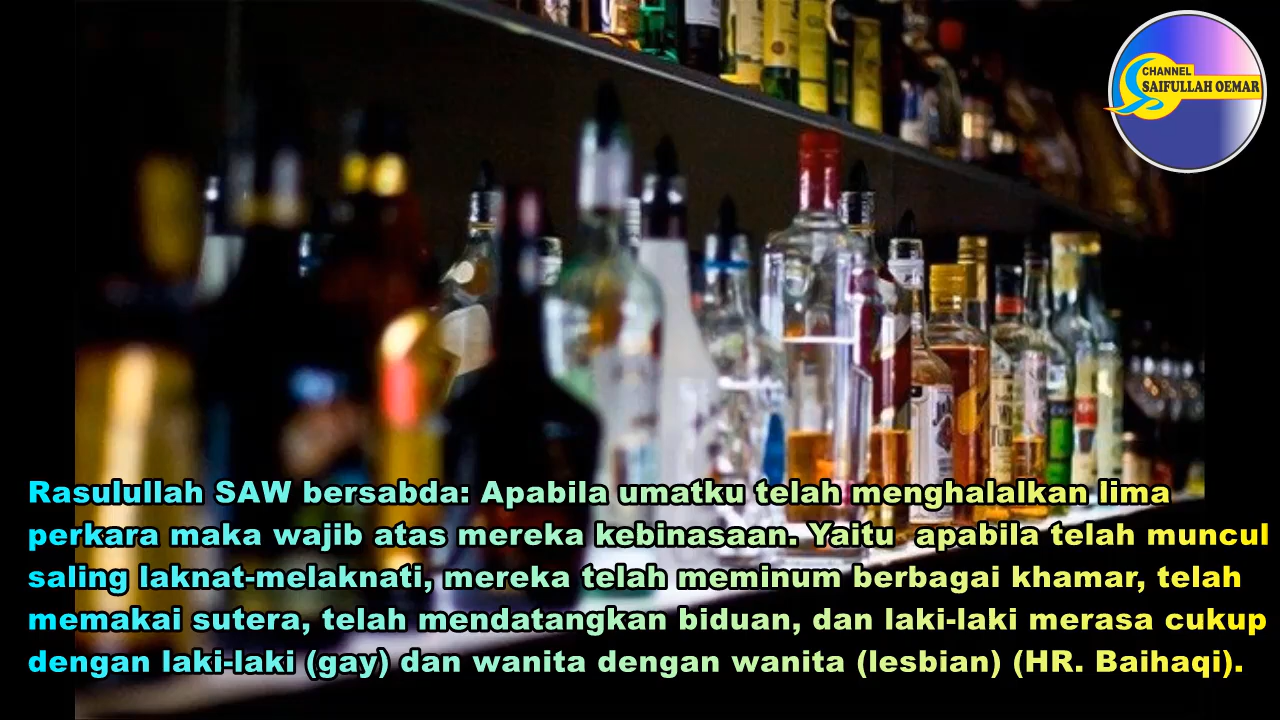 CHANNEL
SAIFULLAH OEMAR
Rasulullah SAW bersabda: Apabila umatku telah menghalalkan lima
perkara maka wajib atas mereka kebinasaan. Yaitu  apabila telah muncul
saling laknat-melaknati, mereka telah meminum berbagai khamar, telah
memakai sutera, telah mendatangkan biduan, dan laki-laki merasa cukup
dengan laki-laki (gay) dan wanita dengan wanita (lesbian) (HR. Baihaqi).